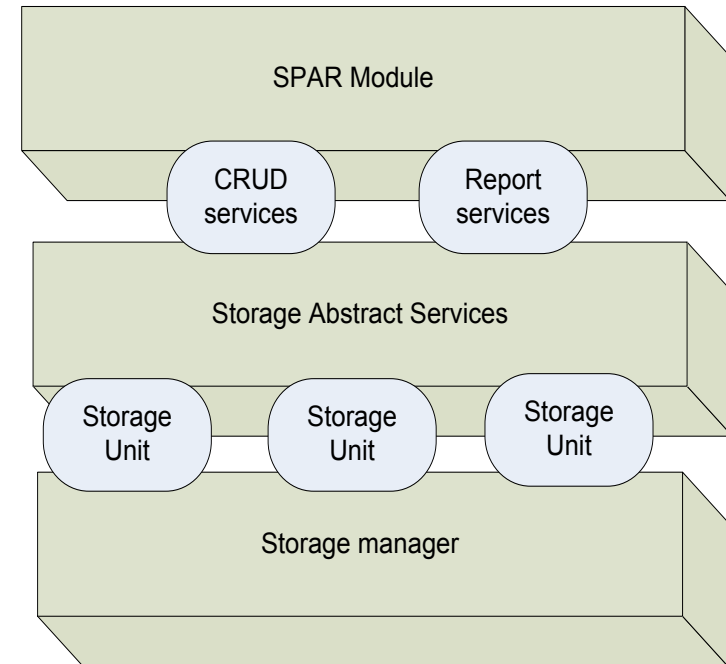 SPAR Module
CRUD
services
Report
services
Storage Abstract Services
Storage
Unit
Storage
Unit
Storage
Unit
Storage manager